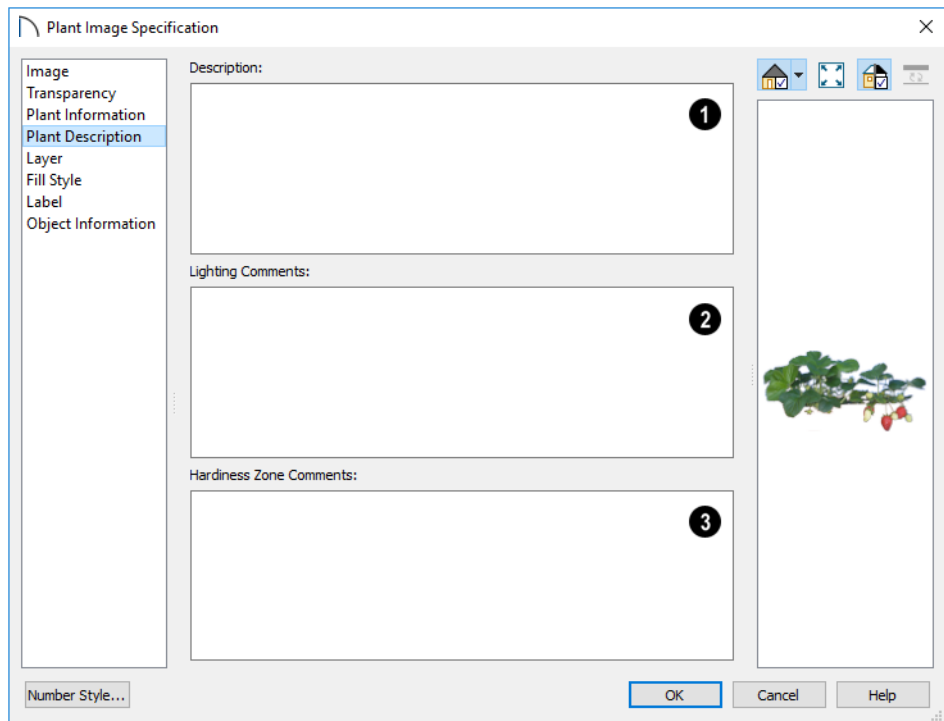 Plant Image Specification
Image
Transparency
Plant Information
Plant Description
Layer
Fill Style
Label
Object Information
Description:
1
Lighting Comments:
2
Hardiness Zone Comments:
3
Number Style...
OK
Cancel
Help